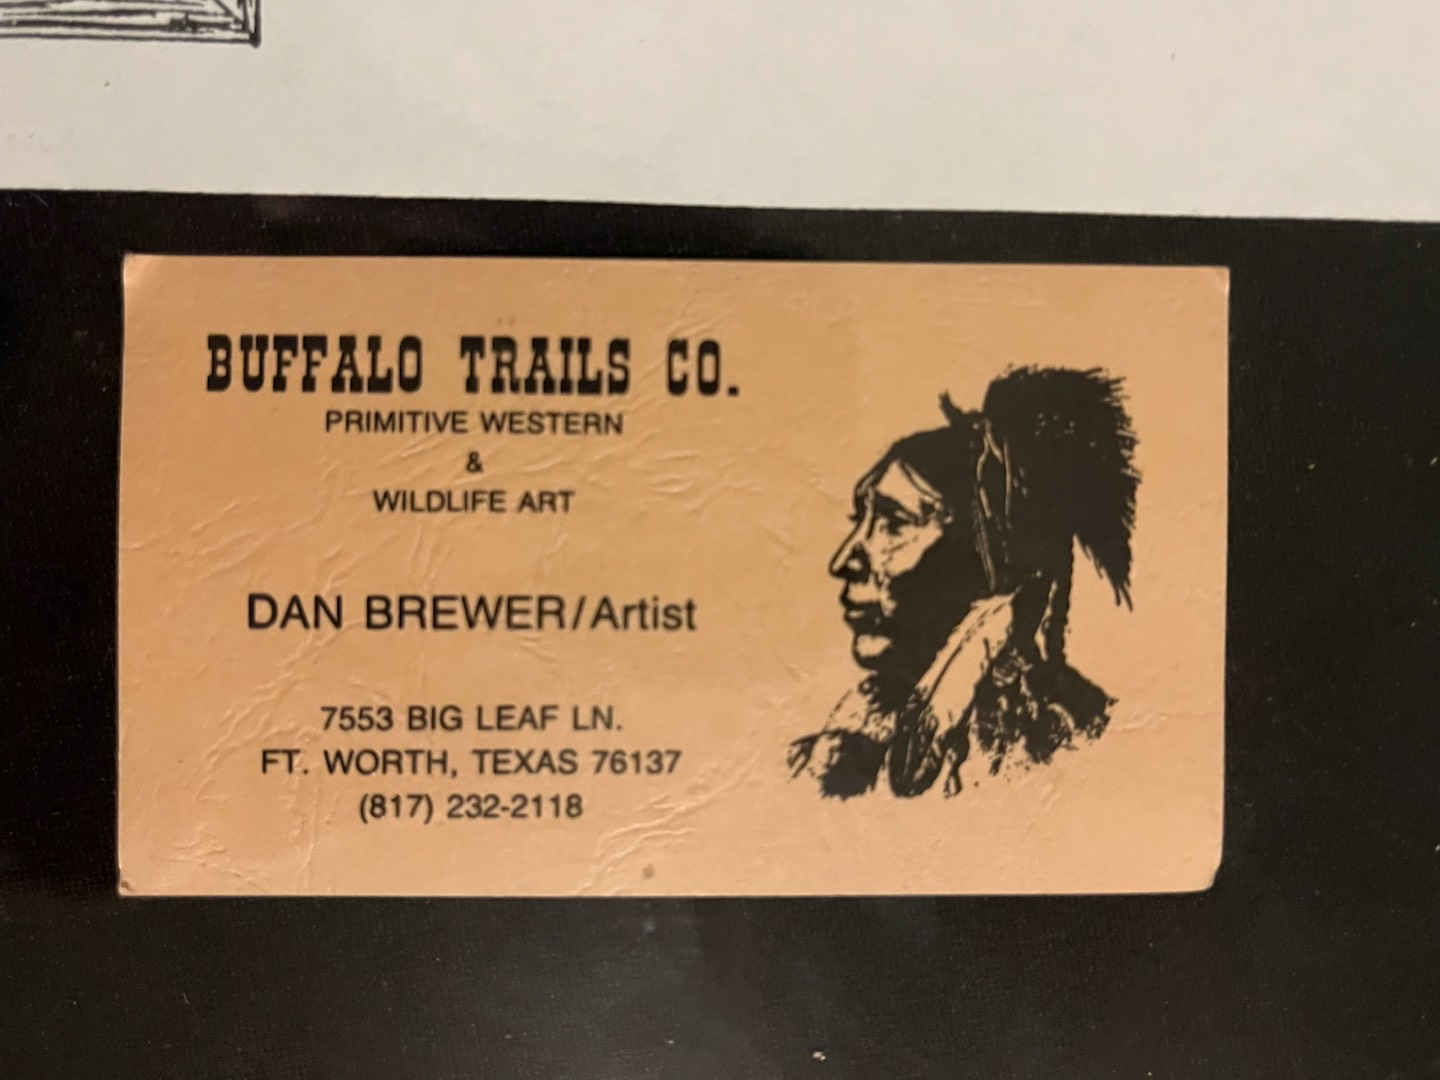 BUFFALO TRAILS CO.
PRIMITIVE WESTERN
&
WILDLIFE ART
DAN BREWER/Artist
7553 BIG LEAF LN.
FT. WORTH, TEXAS 76137
(817) 232-2118